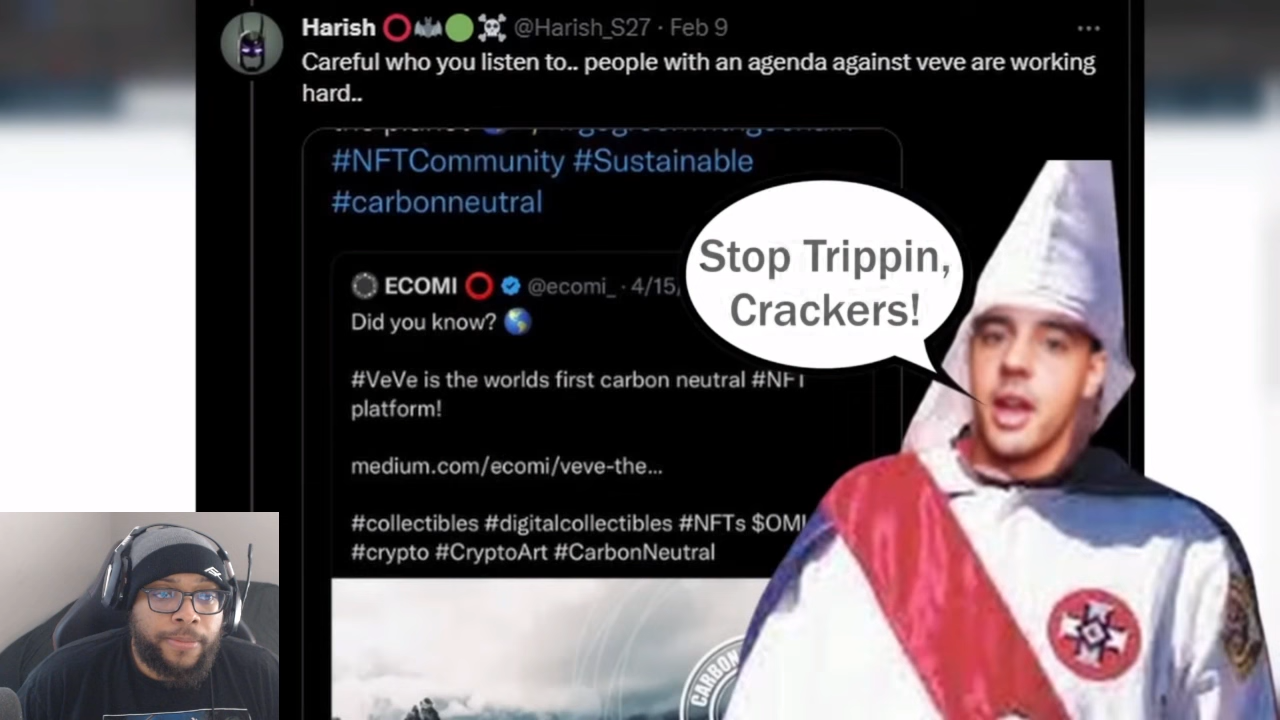 Harish @Harish_S27 · Feb 9
Careful who you listen to.. people with an agenda against veve are working
hard..
#NFTCommunity #Sustainable
#carbonneutral
ECOMI @ecomi_ · 4/15/
Did you know?
#VeVe is the worlds first carbon neutral #NFT
platform!
medium.com/ecomi/veve-the...
#collectibles #digitalcollectibles #NFTs $OMI
#crypto #CryptoArt #CarbonNeutral
CARBON
Stop Trippin,
Crackers!